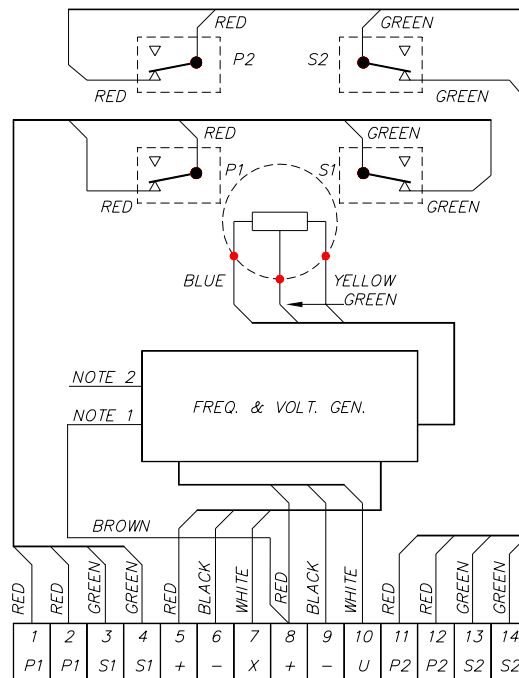 RED GREEN
P2 S2
RED GREEN
RED GREEN
P1 S1
RED GREEN
BLUE YELLOW
GREEN
NOTE 2
FREQ. & VOLT. GEN.
NOTE 1
BROWN
RED RED GREEN GREEN RED BLACK WHITE RED BLACK WHITE RED RED GREEN GREEN
1 2 3 4 5 6 7 8 9 10 11 12 13 14
P1 P1 S1 S1 + - X + - U P2 P2 S2 S2